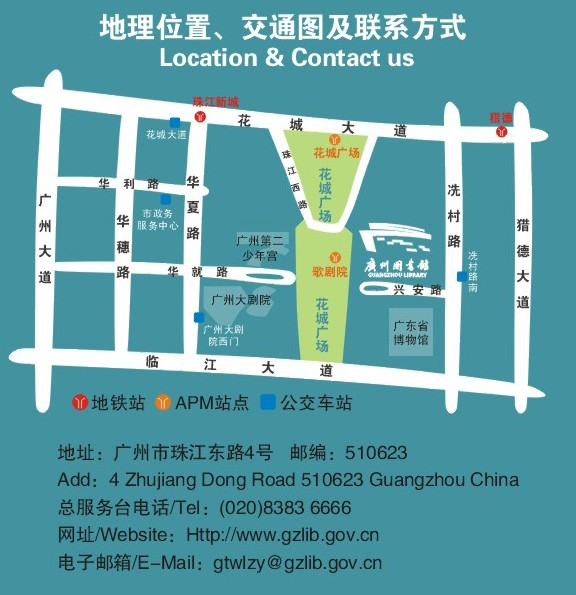 地理位置、交通图及联系方式
Location & Contact us
珠江新城
花城大道
猎德
花城大道
花城广场
珠江西路
花城广场
华利路
华夏路
市政务
服务中心
广州大道
华穗路
冼村路
猎德大道
广州第二
少年宫
廣州图書館
GUANGZHOU LIBRARY
冼村路南
歌剧院
华就路
兴安路
广州大剧院
花城广场
广州大剧
院西门
广东省
博物馆
临江大道
地铁站 APM站点 公交车站
地址：广州市珠江东路4号 邮编：510623
Add：4 Zhujiang Dong Road 510623 Guangzhou China
总服务台电话/Tel：(020)8383 6666
网址/Website：Http://www.gzlib.gov.cn
电子邮箱/E-Mail：gtwlzy@gzlib.gov.cn